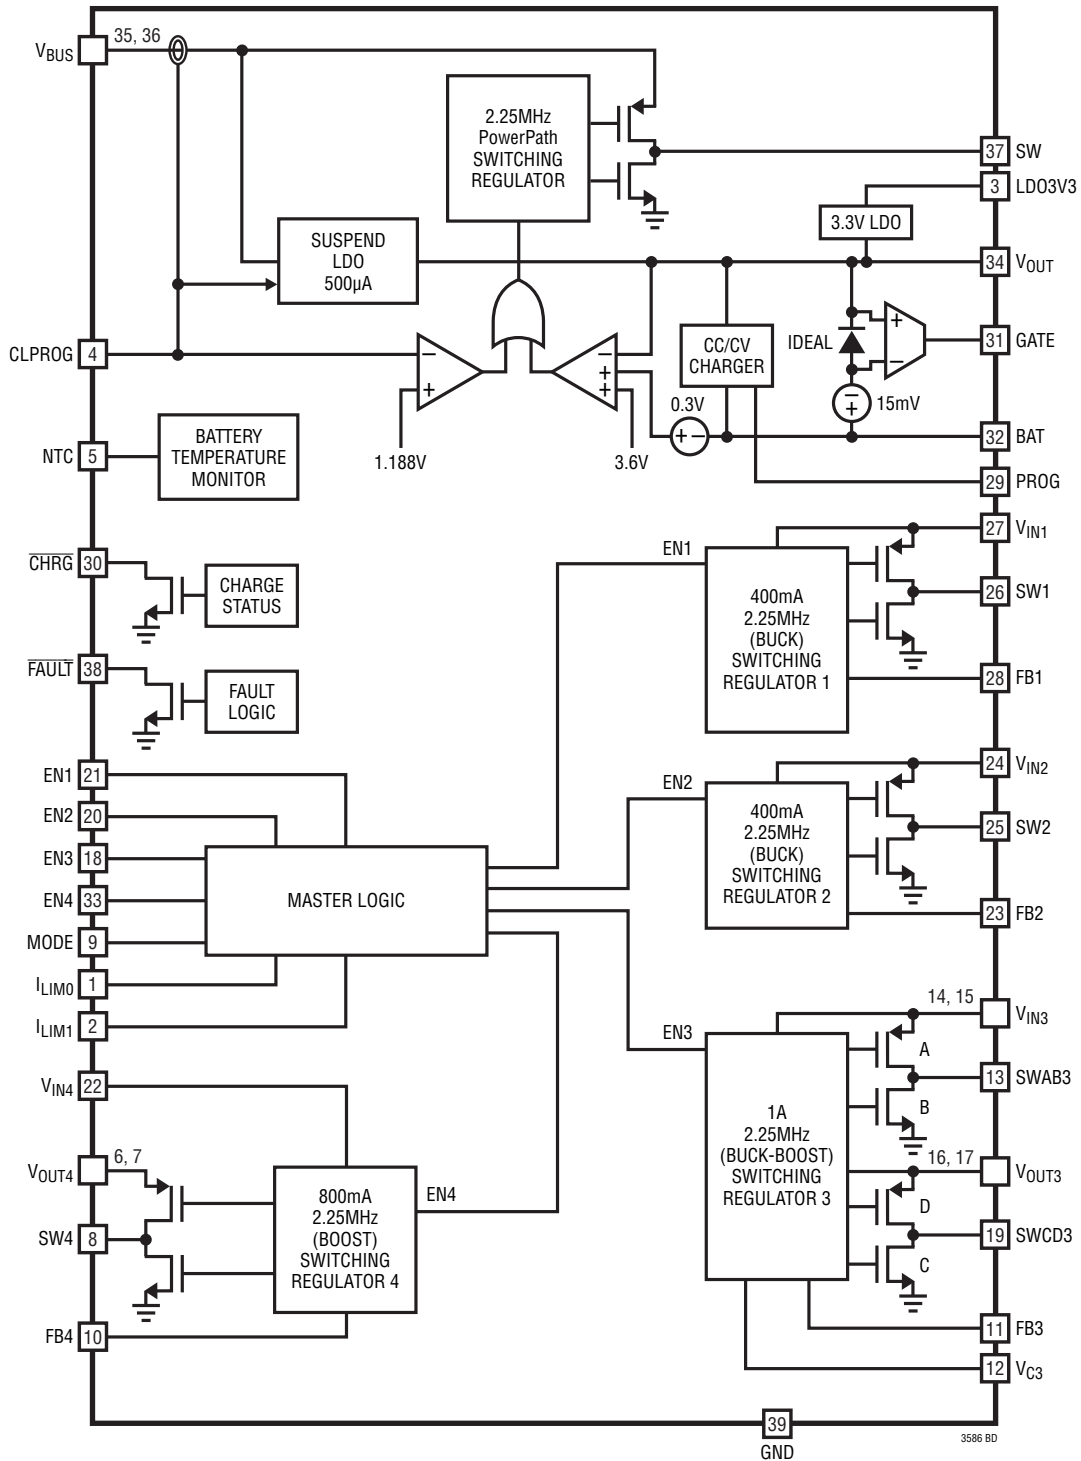 35, 36
VBUS
2.25MHz
PowerPath
SWITCHING
REGULATOR
37 SW
3 LDO3V3
3.3V LDO
SUSPEND
LDO
500µA
34 VOUT
CLPROG 4
−
+
−
+
+
CC/CV
CHARGER
IDEAL
+
−
31 GATE
−
+
15mV
0.3V
+ −
1.188V
3.6V
32 BAT
NTC 5
BATTERY
TEMPERATURE
MONITOR
29 PROG
27 VIN1
EN1
CHRG 30
CHARGE
STATUS
400mA
2.25MHz
(BUCK)
SWITCHING
REGULATOR 1
26 SW1
28 FB1
FAULT 38
FAULT
LOGIC
EN1 21
EN2 20
EN3 18
EN4 33
MODE 9
ILIM0 1
ILIM1 2
MASTER LOGIC
24 VIN2
EN2
400mA
2.25MHz
(BUCK)
SWITCHING
REGULATOR 2
25 SW2
23 FB2
14, 15
VIN3
EN3
A
13 SWAB3
B
1A
2.25MHz
(BUCK-BOOST)
SWITCHING
REGULATOR 3
16, 17
VOUT3
D
19 SWCD3
C
11 FB3
12 VC3
VIN4 22
6, 7
VOUT4
SW4 8
800mA
2.25MHz
(BOOST)
SWITCHING
REGULATOR 4
EN4
FB4 10
39
GND
3586 BD